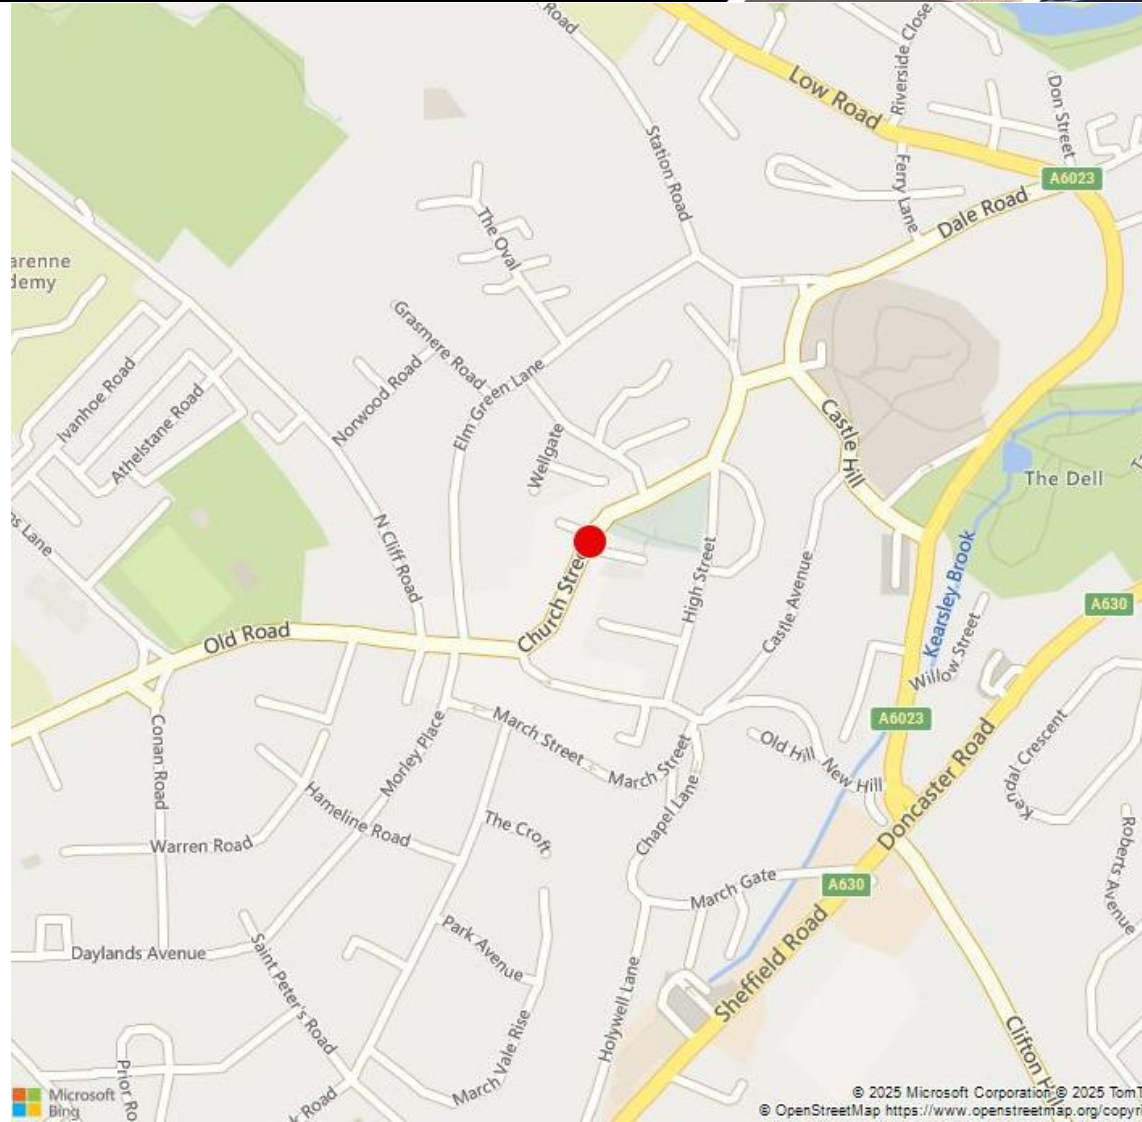 Road
Low Road
Riverside Close
Don Street
Station Road
Ferry Lane
A6023
Dale Road
The Oval
arenne
demy
Grasmere Road
Norwood Road
Ivanhoe Road
Athelstane Road
Elm Green Lane
Wellgate
Castle Hill
The Dell
N Cliff Road
High Street
Castle Avenue
Kearsley Brook
Church Stree
Old Road
A630
Willow Street
A6023
Conan Road
Morley Place
March Street
March Street
Old Hill
New Hill
Doncaster Road
Kendal Crescent
Hameline Road
The Croft
Chapel Lane
Warren Road
Roberts Avenue
March Gate
A630
Daylands Avenue
Saint Peter's Road
Park Avenue
Sheffield Road
Holywell Lane
March Vale Rise
Clifton H
Prior Ro
k Road
Microsoft
Bing
© 2025 Microsoft Corporation © 2025 TomT
© OpenStreetMap https://www.openstreetmap.org/copyri